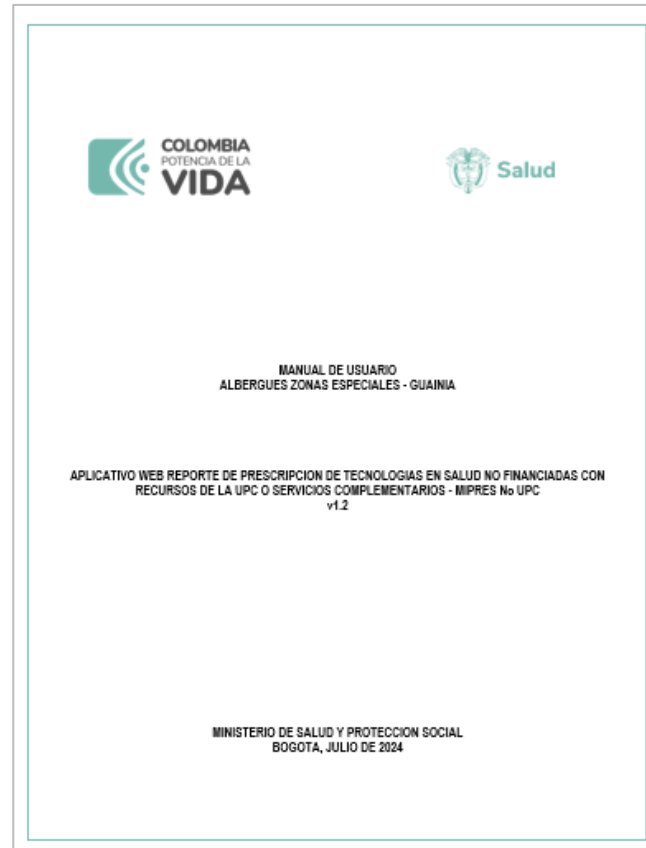 COLOMBIA
POTENCIA DE LA
VIDA
Salud
MANUAL DE USUARIO
ALBERGUES ZONAS ESPECIALES - GUAINIA
APLICATIVO WEB REPORTE DE PRESCRIPCION DE TECNOLOGIAS EN SALUD NO FINANCIADAS CON
RECURSOS DE LA UPC O SERVICIOS COMPLEMENTARIOS - MIPRES No UPC
v1.2
MINISTERIO DE SALUD Y PROTECCION SOCIAL
BOGOTA, JULIO DE 2024